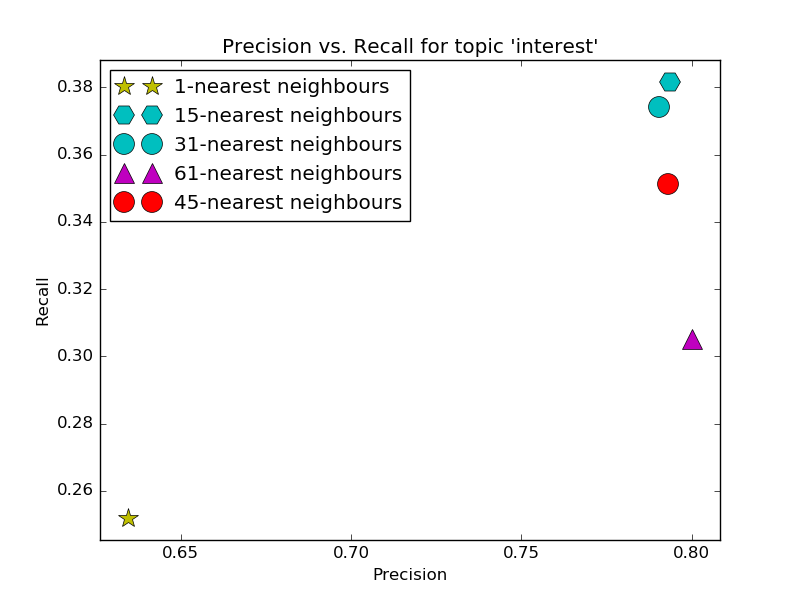 Precision vs. Recall for topic 'interest'
1-nearest neighbours
15-nearest neighbours
31-nearest neighbours
61-nearest neighbours
45-nearest neighbours
0.38
0.36
0.34
0.32
0.30
0.28
0.26
Recall
0.65
0.70
0.75
0.80
Precision